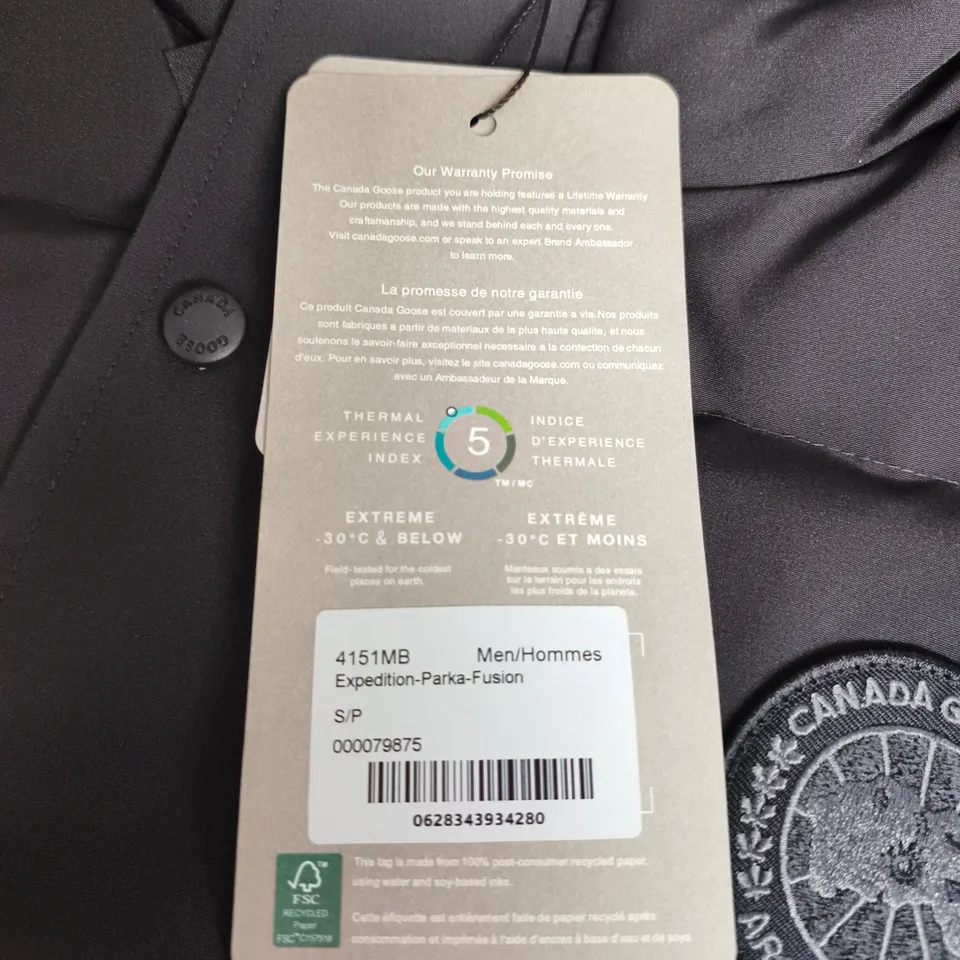 Our Warranty Promise
The Canada Goose product you are holding features a Lifetime Warranty
Our products are made with the highest quality materials and
craftsmanship, and we stand behind each and every one.
Visit canadagoose.com or speak to an expert Brand Ambassador
to learn more.
La promesse de notre garantie
Ce produit Canada Goose est couvert par une garantie a vie.Nos produits
sont fabriques a partir de materiaux de la plus haute qualite, et nous
soutenons le savoir-faire exceptionnel necessaire a la contection de chacun
d'eux. Pour en savoir plus, visitez le site canadagoose.com ou communiquez
avec un Ambassadeur de la Marque.
CANADA
GOOSE
THERMAL
EXPERIENCE
INDEX
5
TM/MC
INDICE
D'EXPERIENCE
THERMALE
EXTREME
-30°C & BELOW
EXTRÊME
-30°C ET MOINS
Field-tested for the coldest
places on earth.
Manteaux soumis a des essais
sur le terrain pour les endroits
les plus froids de la planete.
4151MB Men/Hommes
Expedition-Parka-Fusion
S/P
000079875
0628343934280
CANADA G
FSC
RECYCLED
Paper
FSC™ C157519
This tag is made from 100% post-consumer recycled paper,
using water and soy-based inks.
Cette étiquette est entièrement faite de papier recyclé après
consommation et imprimée à l'aide d'encres à base d'eau et de soya.